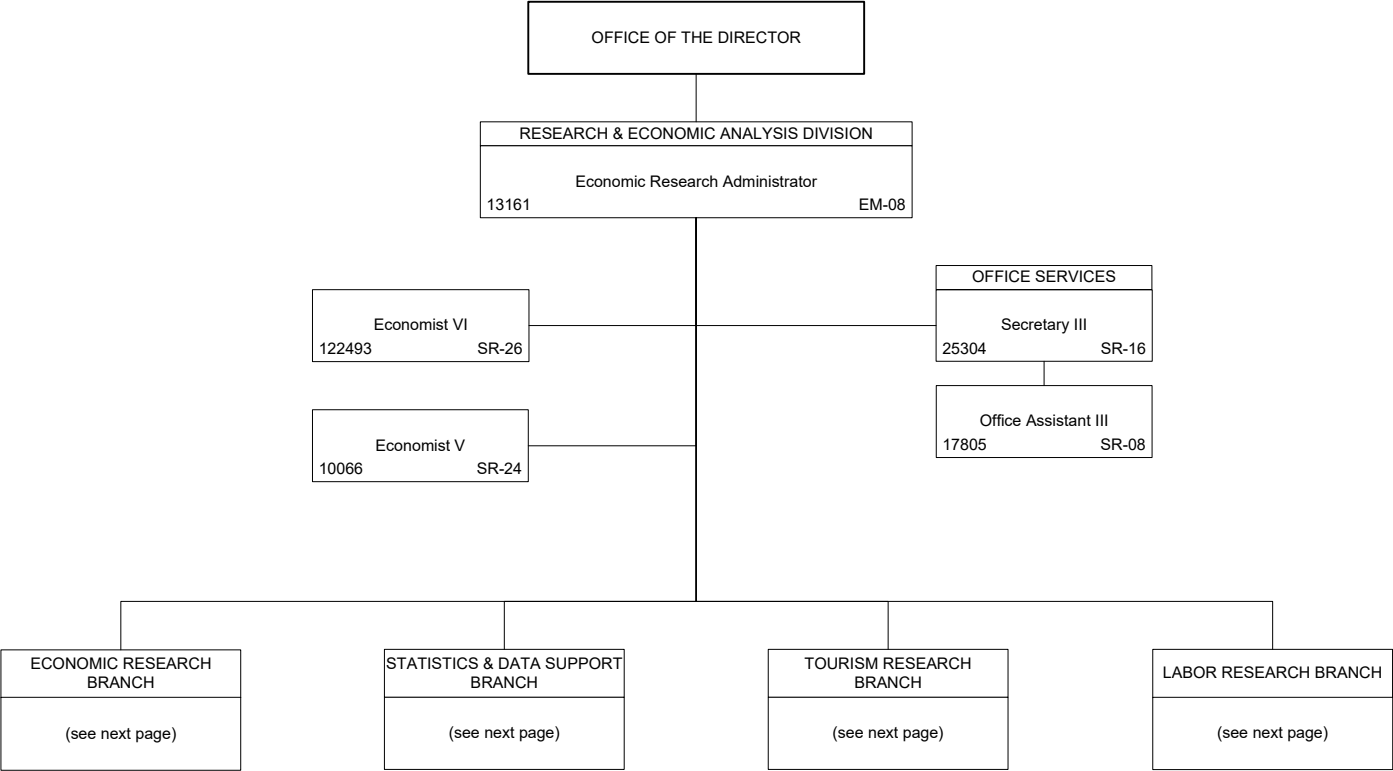 OFFICE OF THE DIRECTOR
RESEARCH & ECONOMIC ANALYSIS DIVISION
Economic Research Administrator
13161 EM-08
OFFICE SERVICES
Economist VI
122493 SR-26
Secretary III
25304 SR-16
Economist V
10066 SR-24
Office Assistant III
17805 SR-08
ECONOMIC RESEARCH
BRANCH
(see next page)
STATISTICS & DATA SUPPORT
BRANCH
(see next page)
TOURISM RESEARCH
BRANCH
(see next page)
LABOR RESEARCH BRANCH
(see next page)